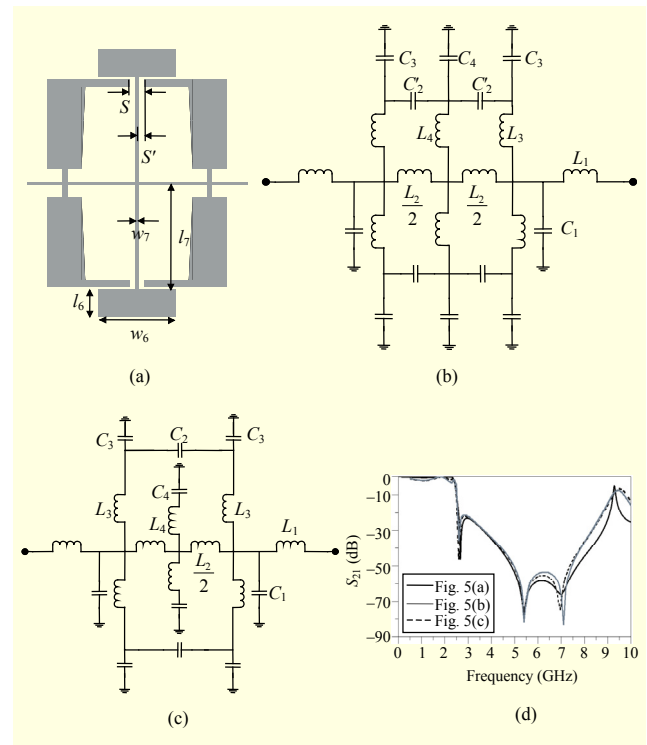 S
S′
w7
l7
l6
w6
(a)
C3 C4 C3
C′2 C′2
L4 L3
L1
L2
2
L2
2
C1
(b)
C3 C2 C3
C4
L3 L4 L3
L1
L2
2
C1
(c)
0
−10
−30
−50
−70
−90
S21 (dB)
Fig. 5(a)
Fig. 5(b)
Fig. 5(c)
0 1 2 3 4 5 6 7 8 9 10
Frequency (GHz)
(d)